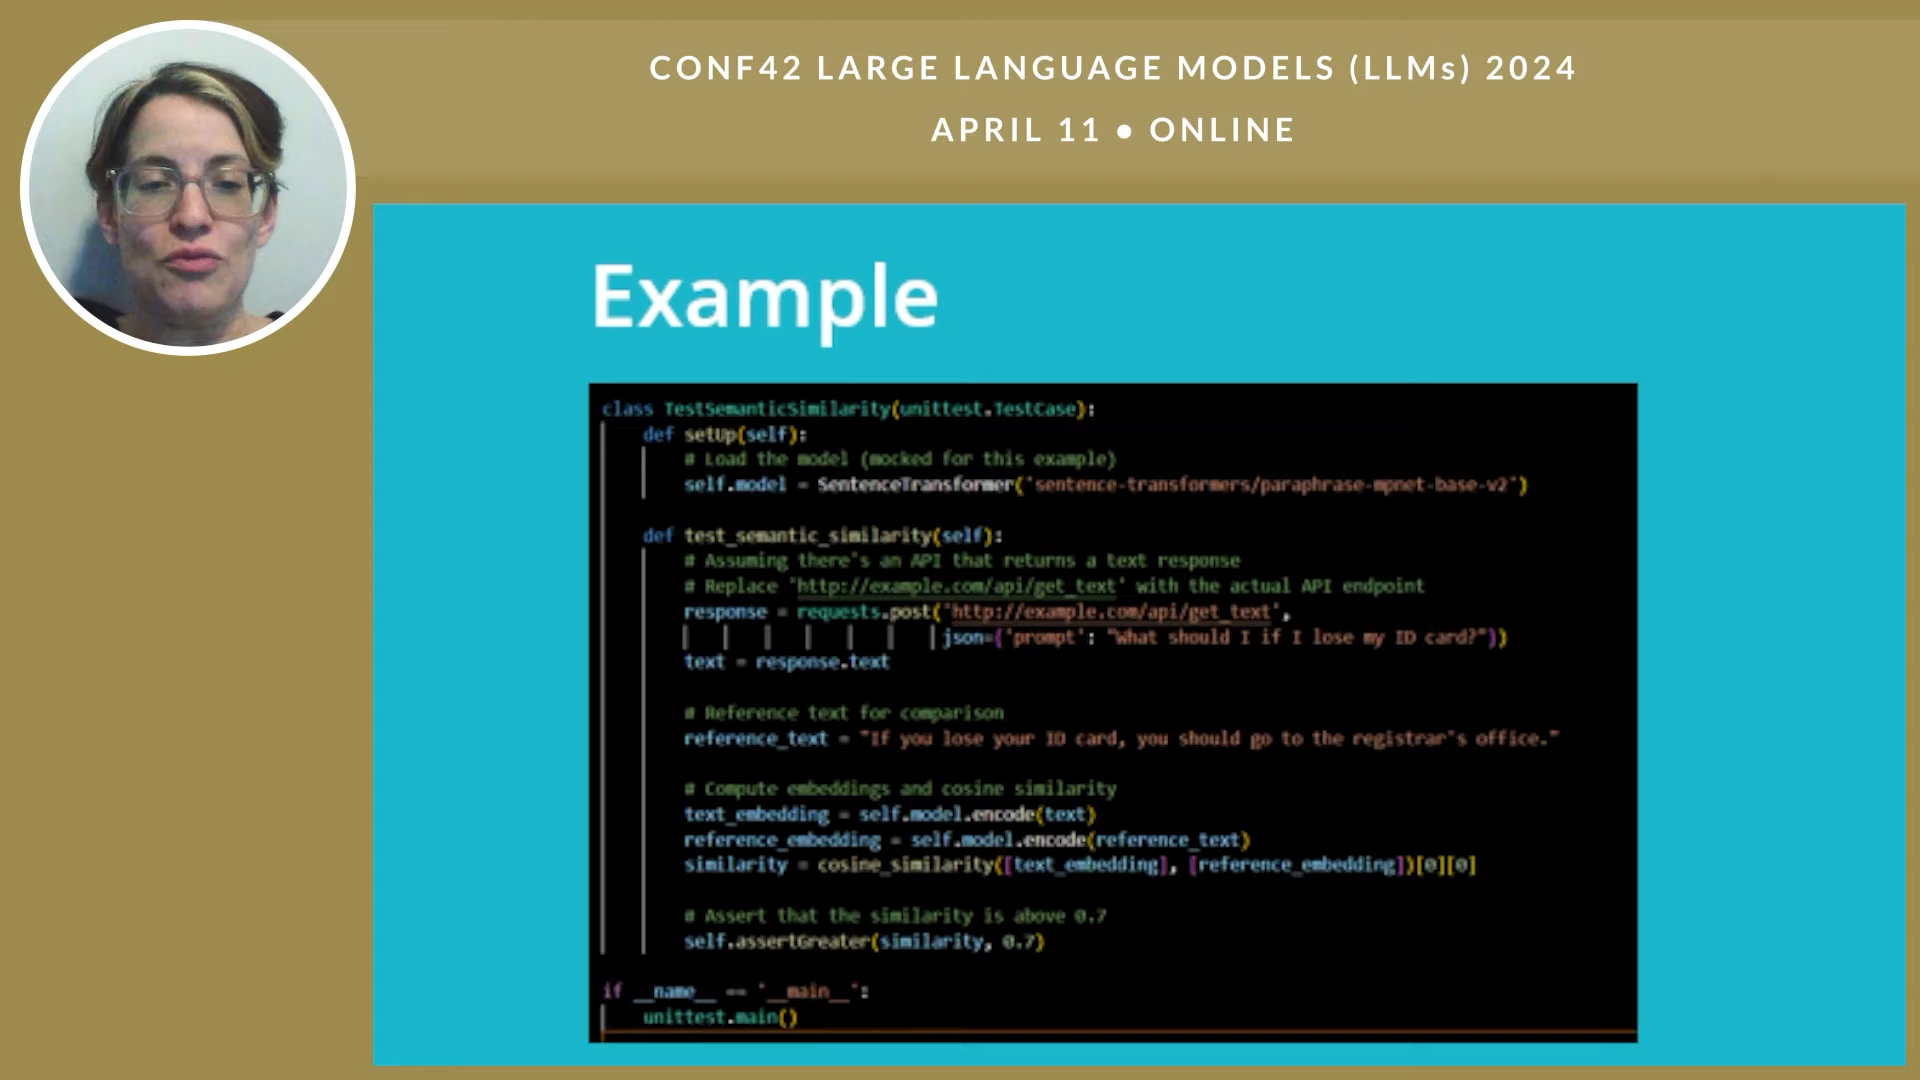 CONF42 LARGE LANGUAGE MODELS (LLMs) 2024
APRIL 11 • ONLINE
Example
class TestSemanticSimilarity(unittest.TestCase):
def setUp(self):
# Load the model (mocked for this example)
self.model = SentenceTransformer('sentence-transformers/paraphrase-mpnet-base-v2')
def test_semantic_similarity(self):
# Assuming there's an API that returns a text response
# Replace 'http://example.com/api/get_text' with the actual API endpoint
response = requests.post('http://example.com/api/get_text',
json={'prompt': "What should I if I lose my ID card?"})
text = response.text
# Reference text for comparison
reference_text = "If you lose your ID card, you should go to the registrar's office."
# Compute embeddings and cosine similarity
text_embedding = self.model.encode(text)
reference_embedding = self.model.encode(reference_text)
similarity = cosine_similarity([text_embedding], [reference_embedding])[0][0]
# Assert that the similarity is above 0.7
self.assertGreater(similarity, 0.7)
if __name__ == '__main__':
unittest.main()